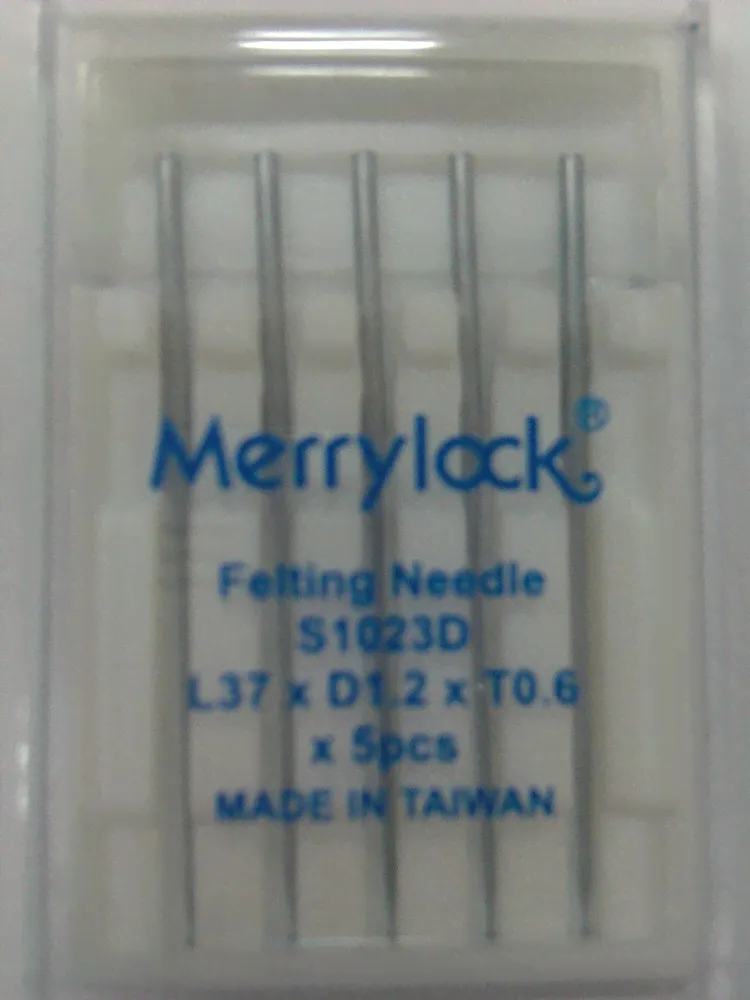 Merrylock®
Felting Needle
S1023D
L37 x D1.2 x T0.6
x 5pcs
MADE IN TAIWAN